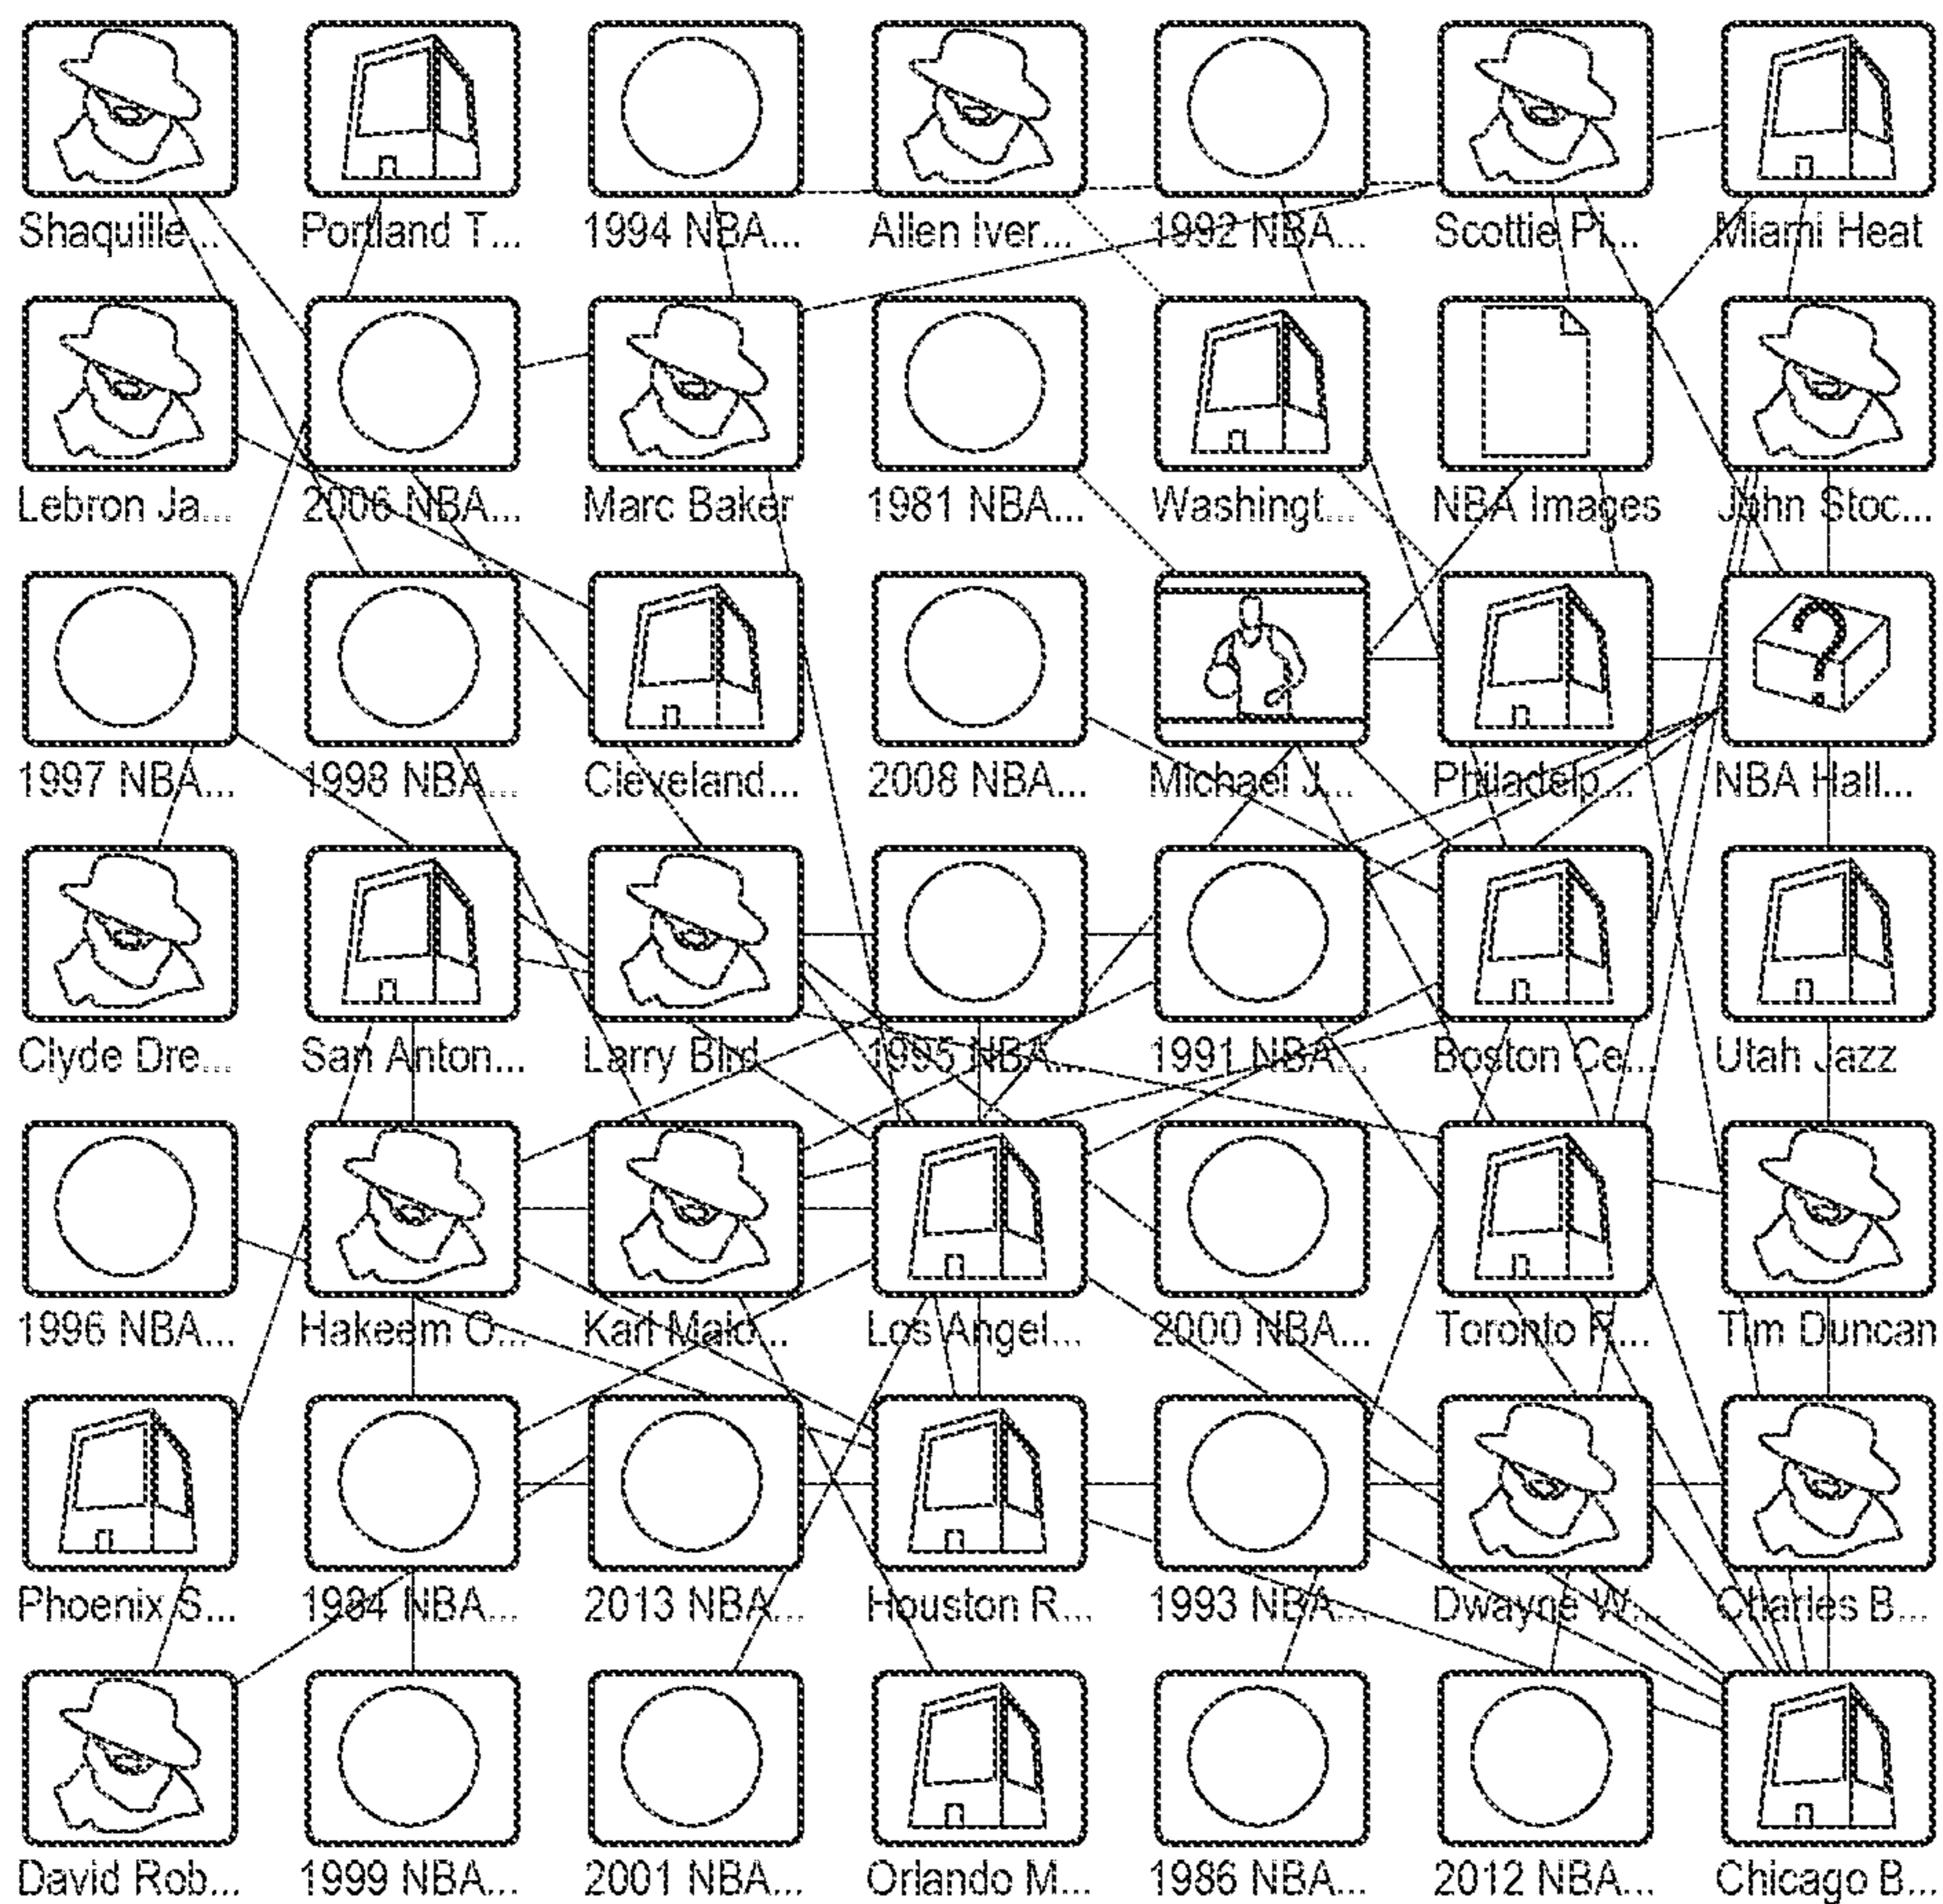 Shaquille... Portland T... 1994 NBA... Allen Iver... 1992 NBA... Scottie Pi... Miami Heat
Lebron Ja... 2006 NBA... Marc Baker 1981 NBA... Washingt... NBA Images John Stoc...
1997 NBA... 1998 NBA... Cleveland... 2008 NBA... Michael J... Philadelp... NBA Hall...
Clyde Dre... San Anton... Larry Bird 1995 NBA... 1991 NBA... Boston Ce... Utah Jazz
1996 NBA... Hakeem O... Karl Malo... Los Angel... 2000 NBA... Toronto R... Tim Duncan
Phoenix S... 1984 NBA... 2013 NBA... Houston R... 1993 NBA... Dwayne W... Charles B...
David Rob... 1999 NBA... 2001 NBA... Orlando M... 1986 NBA... 2012 NBA... Chicago B...